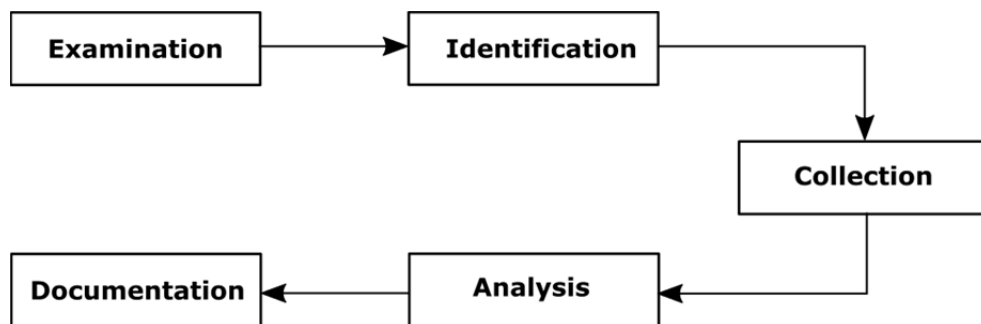 Examination
Identification
Collection
Analysis
Documentation